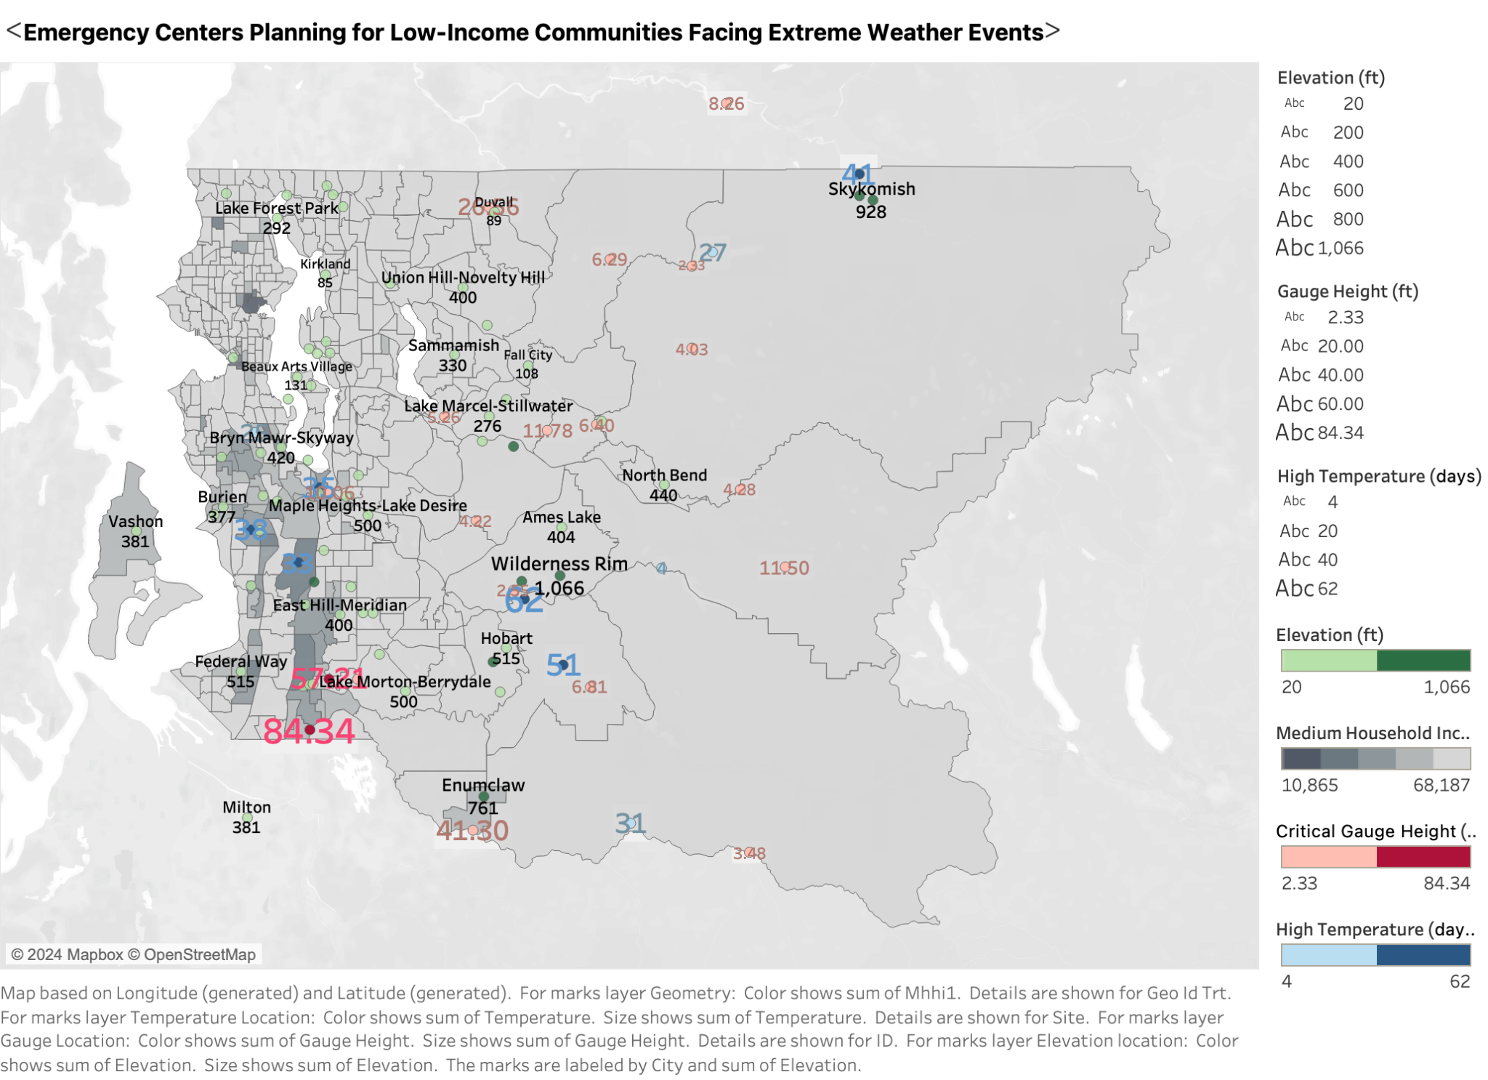 <Emergency Centers Planning for Low-Income Communities Facing Extreme Weather Events>
8.26
41
Skykomish
928
Duvall
89
Lake Forest Park
292
27
6.29
2.33
Kirkland
85
Union Hill-Novelty Hill
400
4.03
Sammamish
330
Fall City
108
Beaux Arts Village
131
Lake Marcel-Stillwater
276
5.26
11.78
6.40
Bryn Mawr-Skyway
420
North Bend
440
4.28
Burien
377
Maple Heights-Lake Desire
500
Vashon
381
38
4.22
Ames Lake
404
Wilderness Rim
1,066
62
4
11.50
East Hill-Meridian
400
Hobart
515
51
6.81
Federal Way
515
57.21
Lake Morton-Berrydale
500
84.34
Enumclaw
761
41.30
31
3.48
Milton
381
© 2024 Mapbox © OpenStreetMap
Elevation (ft)
Abc 20
Abc 200
Abc 400
Abc 600
Abc 800
Abc 1,066
Gauge Height (ft)
Abc 2.33
Abc 20.00
Abc 40.00
Abc 60.00
Abc 84.34
High Temperature (days)
Abc 4
Abc 20
Abc 40
Abc 62
Elevation (ft)
20 1,066
Medium Household Inc..
10,865 68,187
Critical Gauge Height (..
2.33 84.34
High Temperature (day..
4 62
Map based on Longitude (generated) and Latitude (generated). For marks layer Geometry: Color shows sum of Mhhi1. Details are shown for Geo Id Trt.
For marks layer Temperature Location: Color shows sum of Temperature. Size shows sum of Temperature. Details are shown for Site. For marks layer
Gauge Location: Color shows sum of Gauge Height. Size shows sum of Gauge Height. Details are shown for ID. For marks layer Elevation location: Color
shows sum of Elevation. Size shows sum of Elevation. The marks are labeled by City and sum of Elevation.